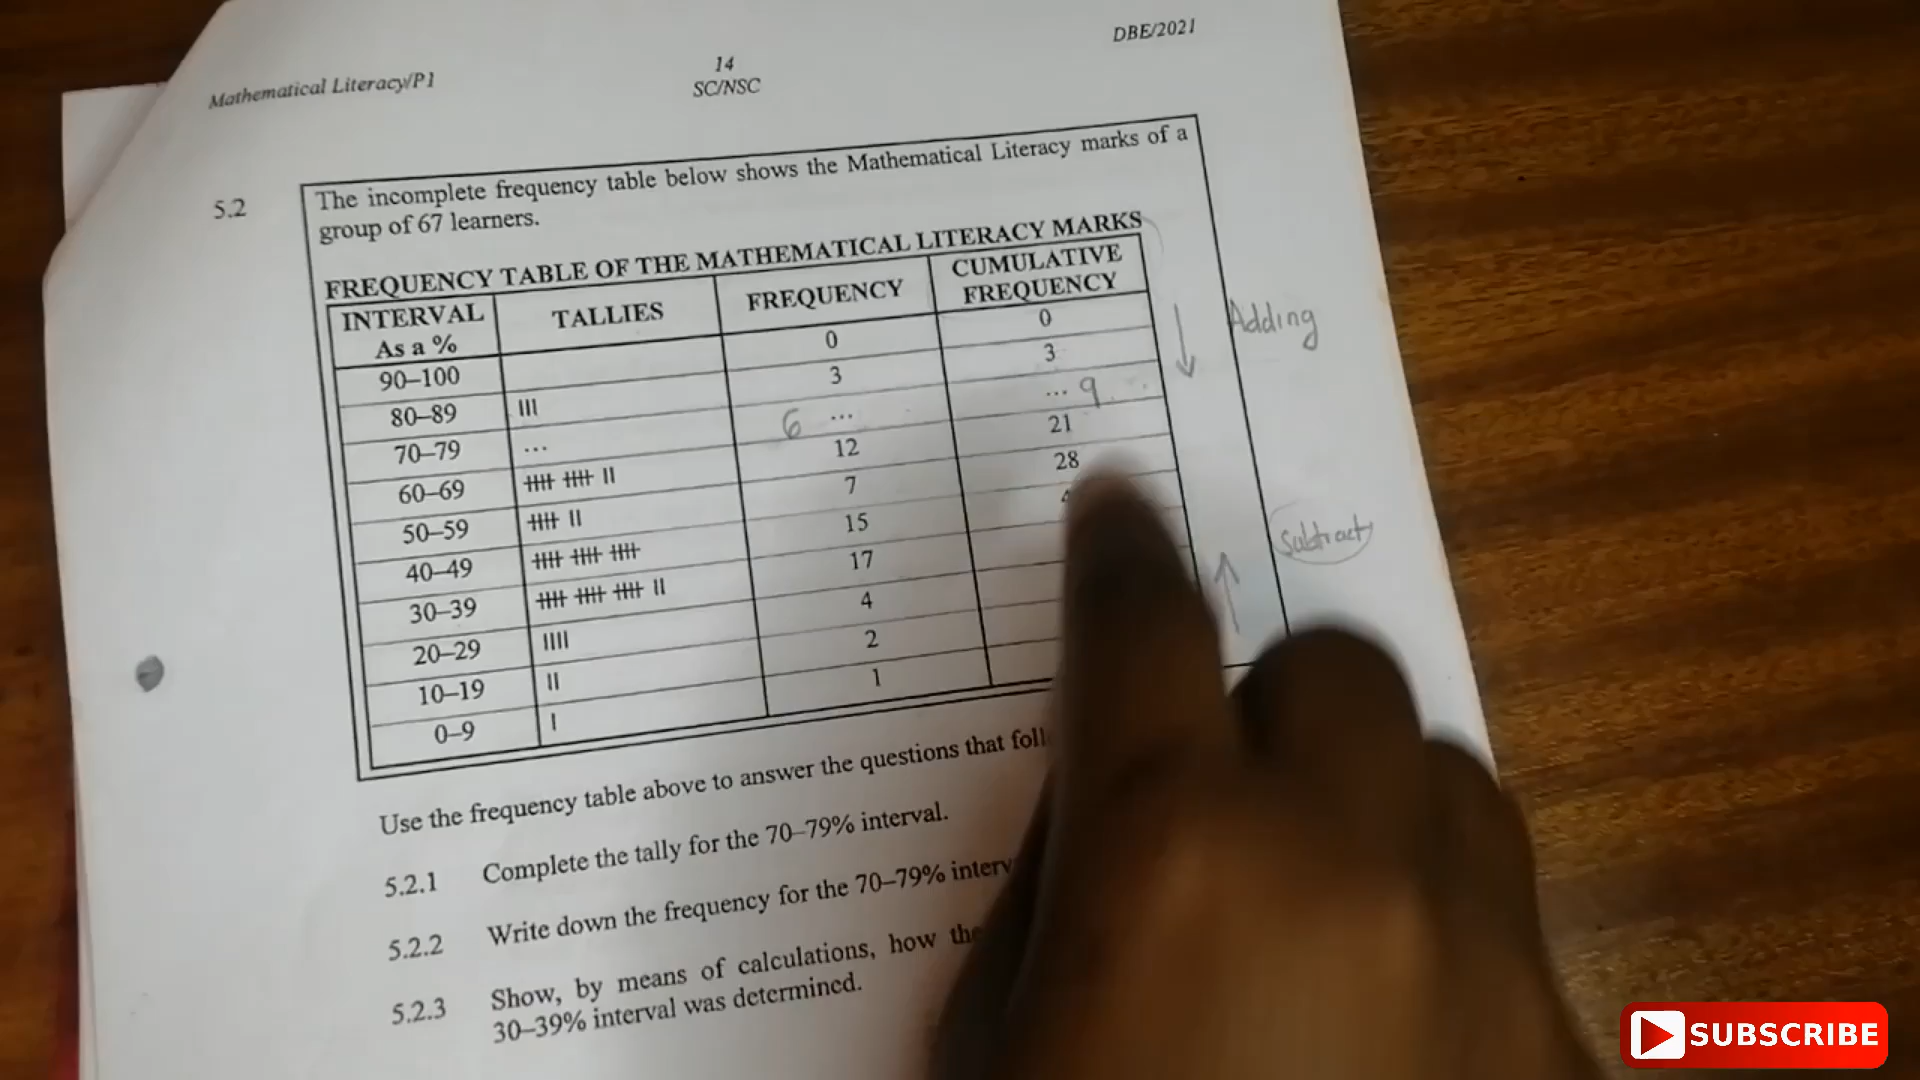 Mathematical Literacy/P1
14
SC/NSC
DBE/2021
5.2
The incomplete frequency table below shows the Mathematical Literacy marks of a
group of 67 learners.
FREQUENCY TABLE OF THE MATHEMATICAL LITERACY MARKS
INTERVAL As a % TALLIES FREQUENCY CUMULATIVE FREQUENCY
90–100 0 0
80–89 III 3 3
70–79 ... 6 ... ... 9
60–69 卌 卌 II 12 21
50–59 卌 II 7 28
40–49 卌 卌 卌 15
30–39 卌 卌 卌 II 17
20–29 IIII 4
10–19 II 2
0–9 I 1
Adding
Subtract
Use the frequency table above to answer the questions that
5.2.1 Complete the tally for the 70–79% interval.
5.2.2 Write down the frequency for the 70–79%
5.2.3 Show, by means of calculations, how the
30–39% interval was determined.
SUBSCRIBE